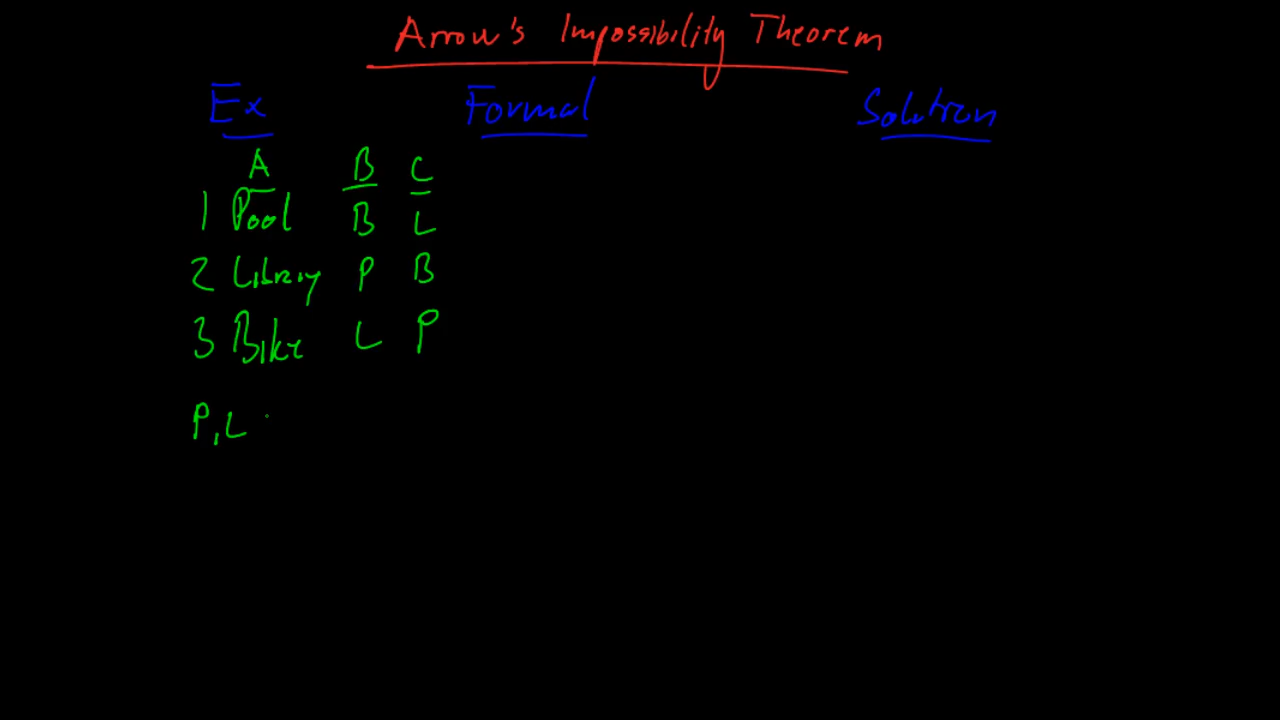 Arrow's Impossibility Theorem
Ex Formal Solution
A B C
1 Pool B L
2 Library P B
3 Bike L P
P, L